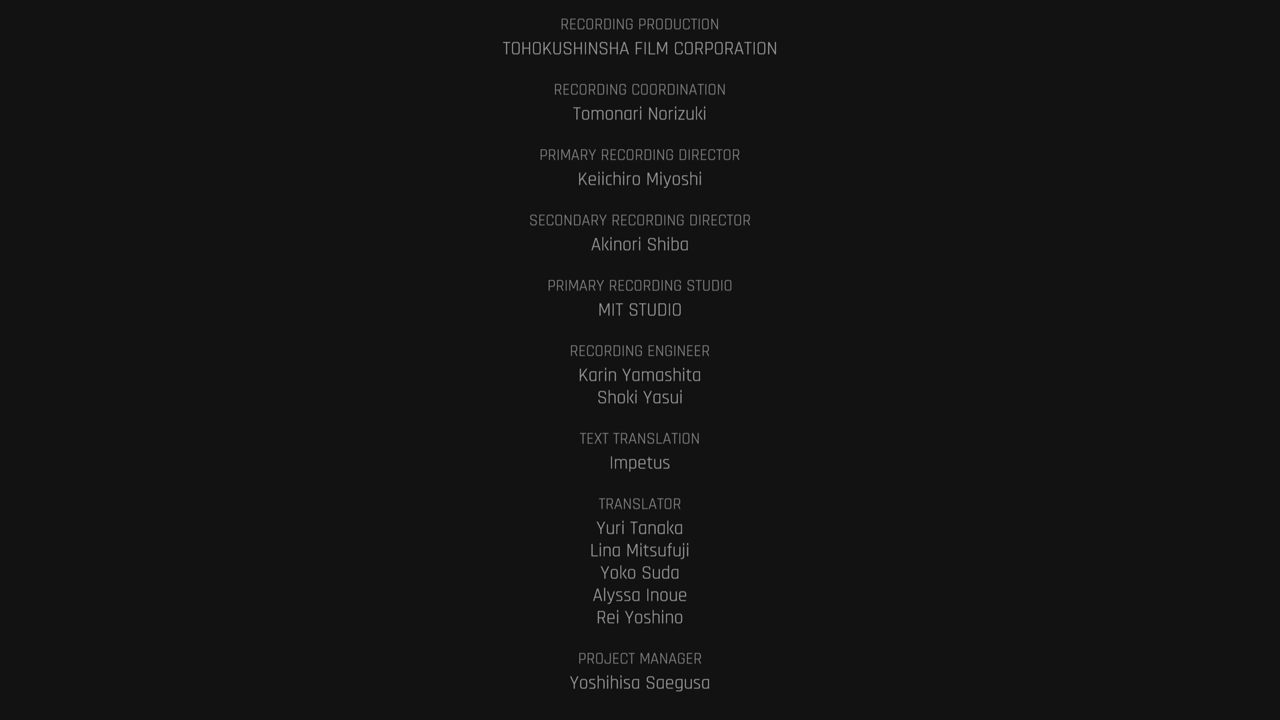 RECORDING PRODUCTION
TOHOKUSHINSHA FILM CORPORATION
RECORDING COORDINATION
Tomonari Norizuki
PRIMARY RECORDING DIRECTOR
Keiichiro Miyoshi
SECONDARY RECORDING DIRECTOR
Akinori Shiba
PRIMARY RECORDING STUDIO
MIT STUDIO
RECORDING ENGINEER
Karin Yamashita
Shoki Yasui
TEXT TRANSLATION
Impetus
TRANSLATOR
Yuri Tanaka
Lina Mitsufuji
Yoko Suda
Alyssa Inoue
Rei Yoshino
PROJECT MANAGER
Yoshihisa Saegusa